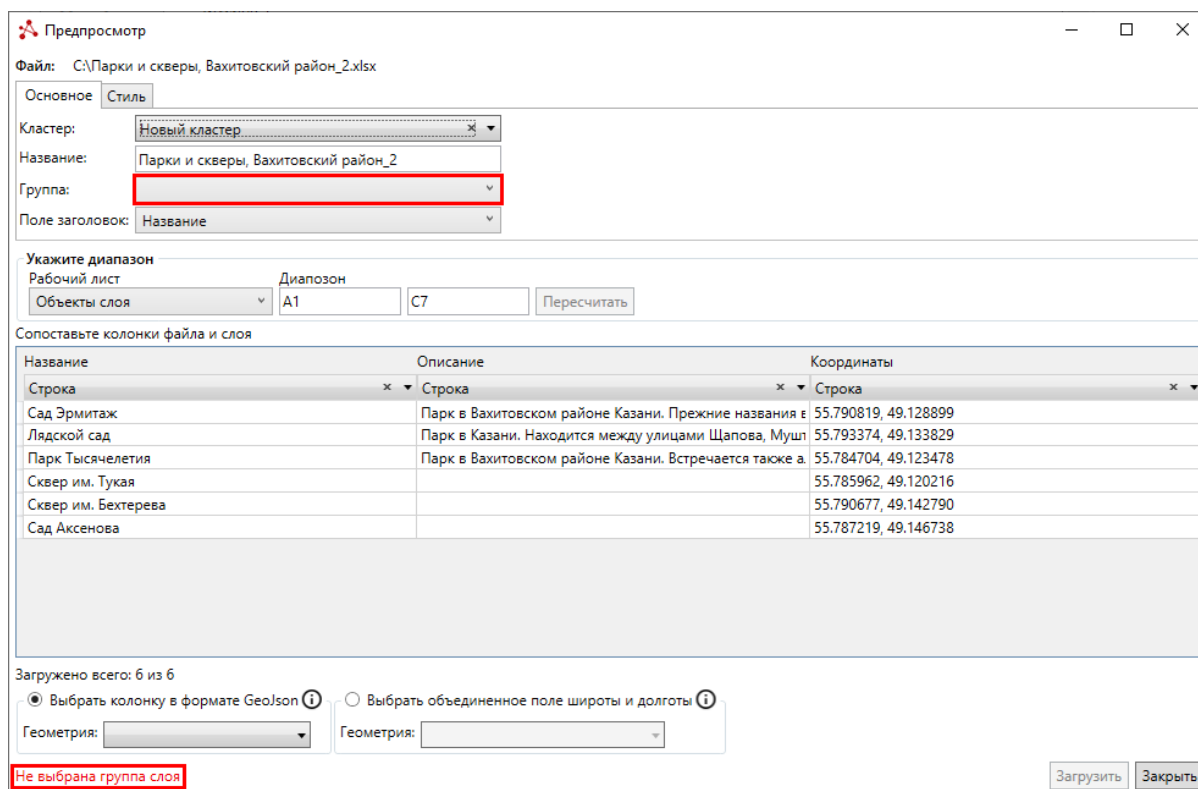 Предпросмотр
Файл: C:\Парки и скверы, Вахитовский район_2.xlsx
Основное Стиль
Кластер: Новый кластер
Название: Парки и скверы, Вахитовский район_2
Группа:
Поле заголовок: Название
Укажите диапазон
Рабочий лист Диапозон
Объекты слоя A1 C7 Пересчитать
Сопоставьте колонки файла и слоя
Название Описание Координаты
Строка Строка Строка
Сад Эрмитаж Парк в Вахитовском районе Казани. Прежние названия 55.790819, 49.128899
Лядской сад Парк в Казани. Находится между улицами Щапова, Мушт 55.793374, 49.133829
Парк Тысячелетия Парк в Вахитовском районе Казани. Встречается также а. 55.784704, 49.123478
Сквер им. Тукая 55.785962, 49.120216
Сквер им. Бехтерева 55.790677, 49.142790
Сад Аксенова 55.787219, 49.146738
Загружено всего: 6 из 6
Выбрать колонку в формате GeoJson Выбрать объединенное поле широты и долготы
Геометрия: Геометрия:
Не выбрана группа слоя
Загрузить Закрыть